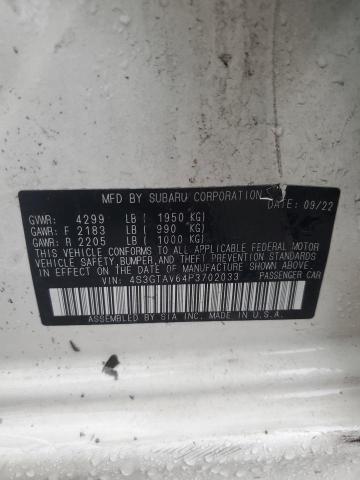 MFD BY SUBARU CORPORATION DATE: 09/22
GVWR: 4299 LB ( 1950 KG)
GAWR: F 2183 LB ( 990 KG)
GAWR: R 2205 LB ( 1000 KG)
THIS VEHICLE CONFORMS TO ALL APPLICABLE FEDERAL MOTOR
VEHICLE SAFETY, BUMPER, AND THEFT PREVENTION STANDARDS
IN EFFECT ON THE DATE OF MANUFACTURE SHOWN ABOVE.
VIN: 4S3GTAV64P3702033 PASSENGER CAR
ASSEMBLED BY SIA INC. MADE IN U.S.A.